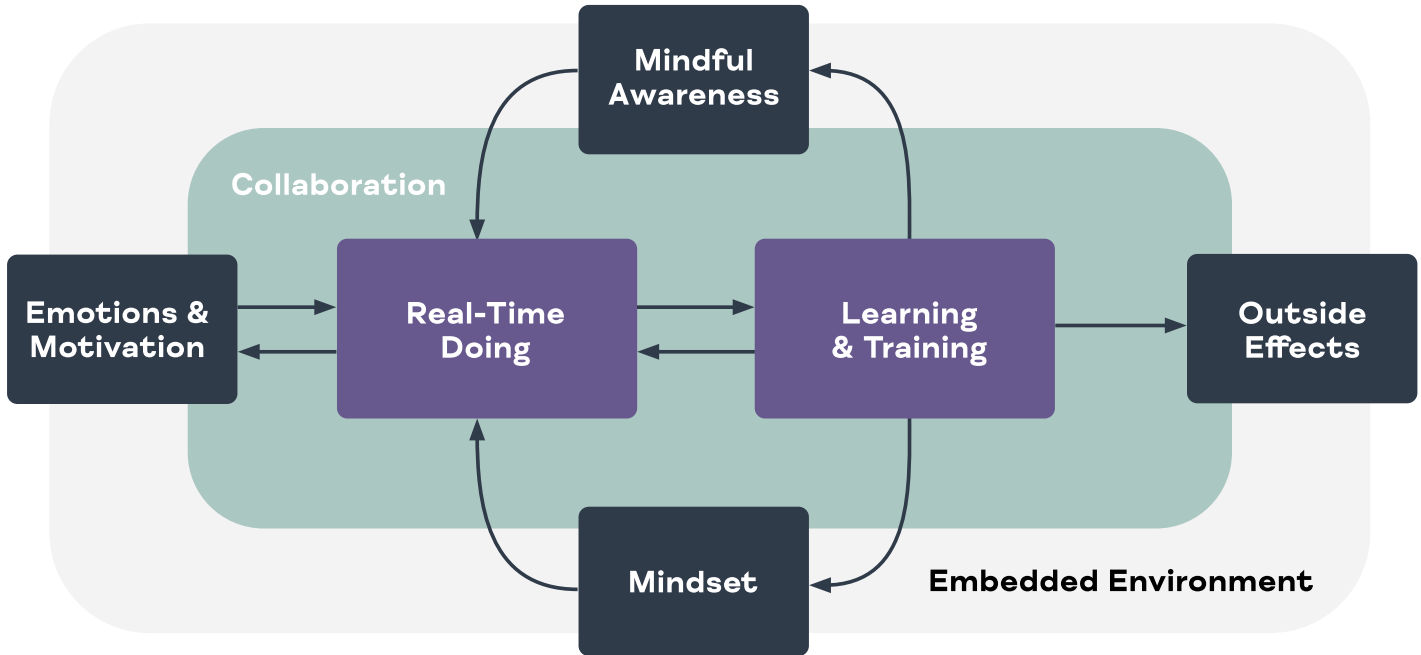 Mindful
Awareness
Collaboration
Emotions &
Motivation
Real-Time
Doing
Learning
& Training
Outside
Effects
Mindset
Embedded Environment